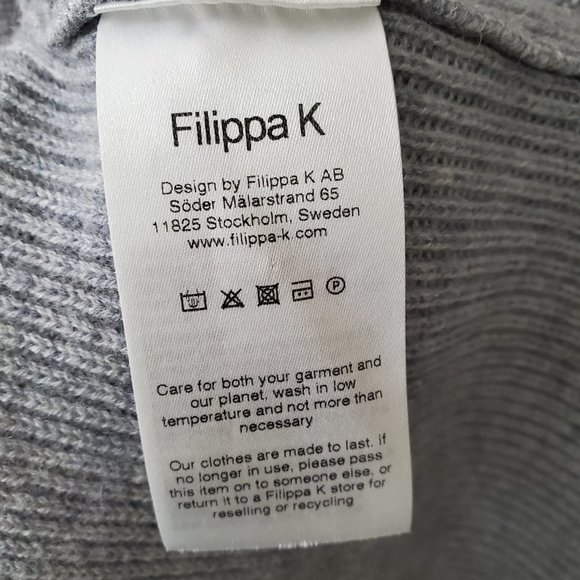 Filippa K
Design by Filippa K AB
Söder Mälarstrand 65
11825 Stockholm, Sweden
www.filippa-k.com
P
Care for both your garment and
our planet, wash in low
temperature and not more than
necessary
Our clothes are made to last. If
no longer in use, please pass
this item on to someone else, or
return it to a Filippa K store for
reselling or recycling